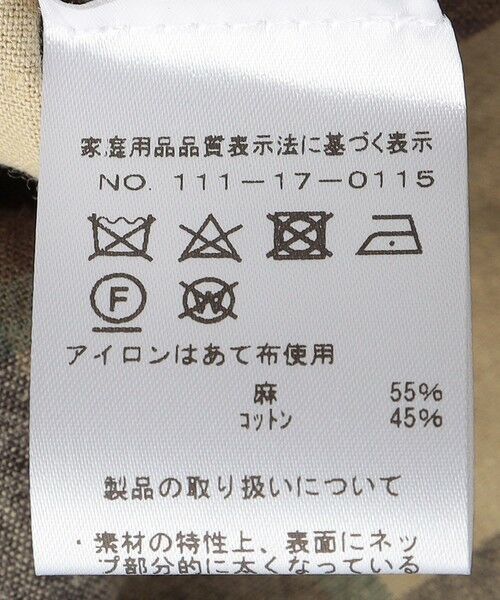 家庭用品品質表示法に基づく表示
NO. 111-17-0115
F W
アイロンはあて布使用
麻 55%
コットン 45%
製品の取り扱いについて
・素材の特性上、表面にネッ
プ部分的に太くなっている